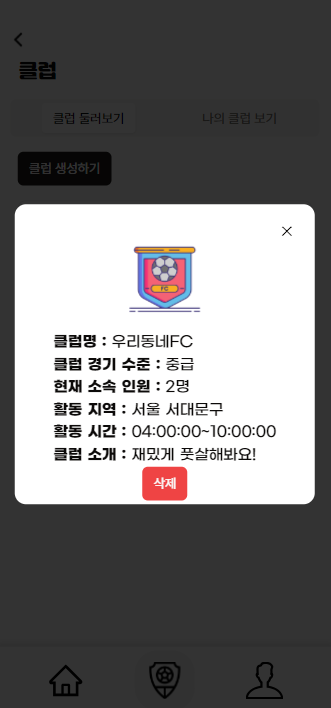 클럽
클럽 둘러보기
나의 클럽 보기
클럽 생성하기
FC
클럽명 : 우리동네FC
클럽 경기 수준 : 중급
현재 소속 인원 : 2명
활동 지역 : 서울 서대문구
활동 시간 : 04:00:00~10:00:00
클럽 소개 : 재밌게 풋살해봐요!
삭제